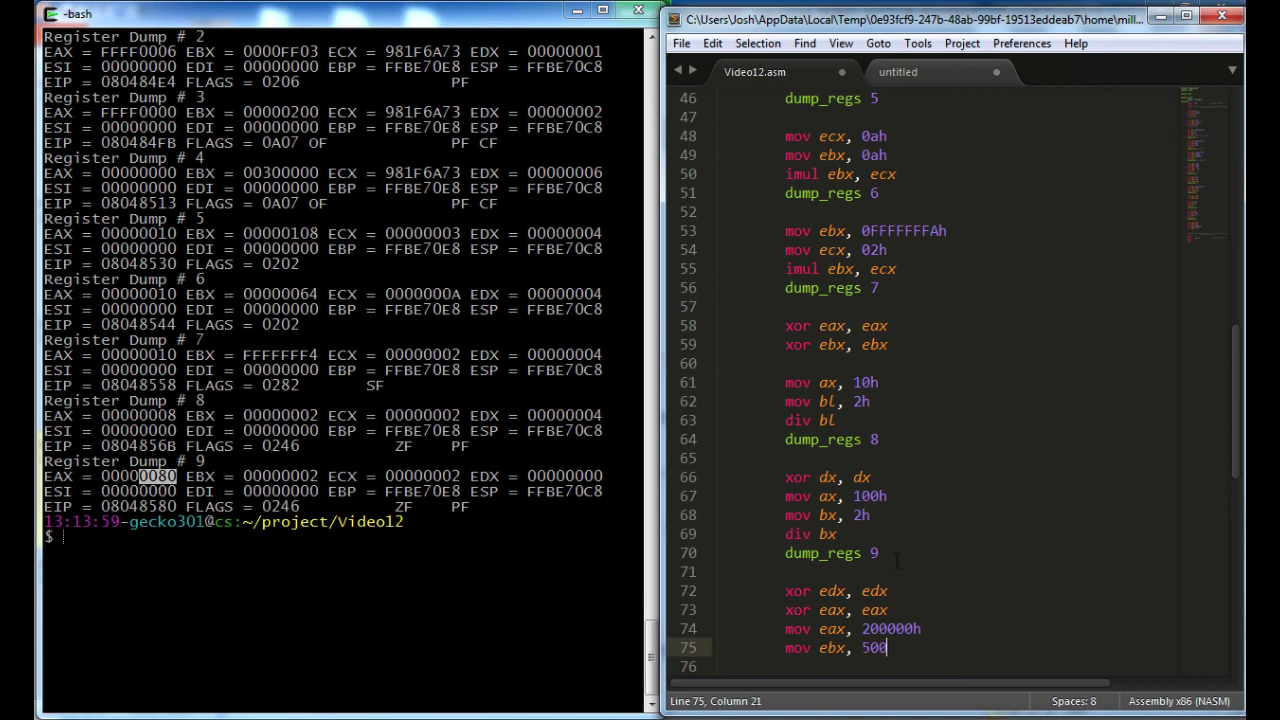 -bash
Register Dump # 2
EAX = FFFF0006 EBX = 0000FF03 ECX = 981F6A73 EDX = 00000001
ESI = 00000000 EDI = 00000000 EBP = FFBE70E8 ESP = FFBE70C8
EIP = 080484E4 FLAGS = 0206 PF
Register Dump # 3
EAX = FFFF0000 EBX = 00000200 ECX = 981F6A73 EDX = 00000002
ESI = 00000000 EDI = 00000000 EBP = FFBE70E8 ESP = FFBE70C8
EIP = 080484FB FLAGS = 0A07 OF PF CF
Register Dump # 4
EAX = 00000000 EBX = 00300000 ECX = 981F6A73 EDX = 00000006
ESI = 00000000 EDI = 00000000 EBP = FFBE70E8 ESP = FFBE70C8
EIP = 08048513 FLAGS = 0A07 OF PF CF
Register Dump # 5
EAX = 00000010 EBX = 00000108 ECX = 00000003 EDX = 00000004
ESI = 00000000 EDI = 00000000 EBP = FFBE70E8 ESP = FFBE70C8
EIP = 08048530 FLAGS = 0202
Register Dump # 6
EAX = 00000010 EBX = 00000064 ECX = 0000000A EDX = 00000004
ESI = 00000000 EDI = 00000000 EBP = FFBE70E8 ESP = FFBE70C8
EIP = 08048544 FLAGS = 0202
Register Dump # 7
EAX = 00000010 EBX = FFFFFFF4 ECX = 00000002 EDX = 00000004
ESI = 00000000 EDI = 00000000 EBP = FFBE70E8 ESP = FFBE70C8
EIP = 08048558 FLAGS = 0282 SF
Register Dump # 8
EAX = 00000008 EBX = 00000002 ECX = 00000002 EDX = 00000004
ESI = 00000000 EDI = 00000000 EBP = FFBE70E8 ESP = FFBE70C8
EIP = 0804856B FLAGS = 0246 ZF PF
Register Dump # 9
EAX = 00000080 EBX = 00000002 ECX = 00000002 EDX = 00000000
ESI = 00000000 EDI = 00000000 EBP = FFBE70E8 ESP = FFBE70C8
EIP = 08048580 FLAGS = 0246 ZF PF
13:13:59-gecko301@cs:~/project/Video12
$
C:\Users\Josh\AppData\Local\Temp\0e93fcf9-247b-48ab-99bf-19513eddeab7\home\mill...
File Edit Selection Find View Goto Tools Project Preferences Help
Video12.asm untitled
46 dump_regs 5
47
48 mov ecx, 0ah
49 mov ebx, 0ah
50 imul ebx, ecx
51 dump_regs 6
52
53 mov ebx, 0FFFFFFFAh
54 mov ecx, 02h
55 imul ebx, ecx
56 dump_regs 7
57
58 xor eax, eax
59 xor ebx, ebx
60
61 mov ax, 10h
62 mov bl, 2h
63 div bl
64 dump_regs 8
65
66 xor dx, dx
67 mov ax, 100h
68 mov bx, 2h
69 div bx
70 dump_regs 9
71
72 xor edx, edx
73 xor eax, eax
74 mov eax, 200000h
75 mov ebx, 500
76
Line 75, Column 21 Spaces: 8 Assembly x86 (NASM)